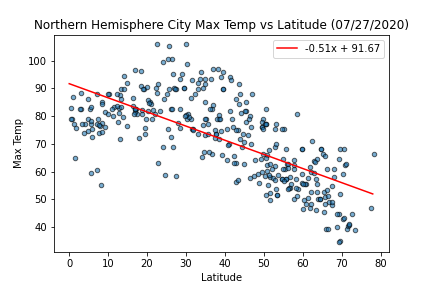 Northern Hemisphere City Max Temp vs Latitude (07/27/2020)
-0.51x + 91.67
100
90
80
70
60
50
40
Max Temp
0 10 20 30 40 50 60 70 80
Latitude